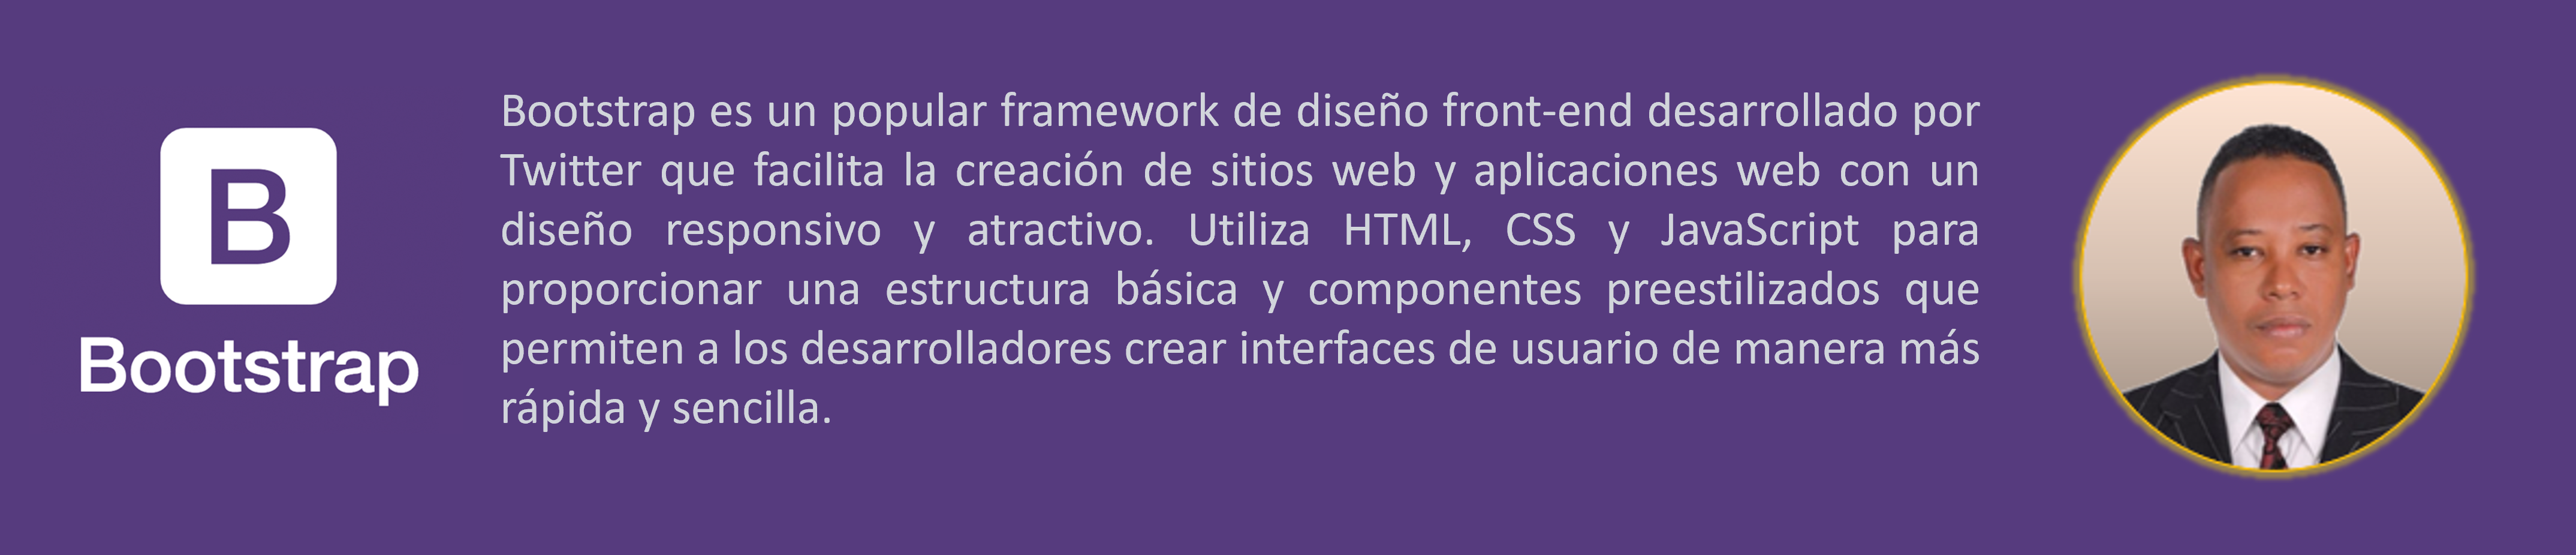 B
Bootstrap
Bootstrap es un popular framework de diseño front-end desarrollado por
Twitter que facilita la creación de sitios web y aplicaciones web con un
diseño responsivo y atractivo. Utiliza HTML, CSS y JavaScript para
proporcionar una estructura básica y componentes preestilizados que
permiten a los desarrolladores crear interfaces de usuario de manera más
rápida y sencilla.